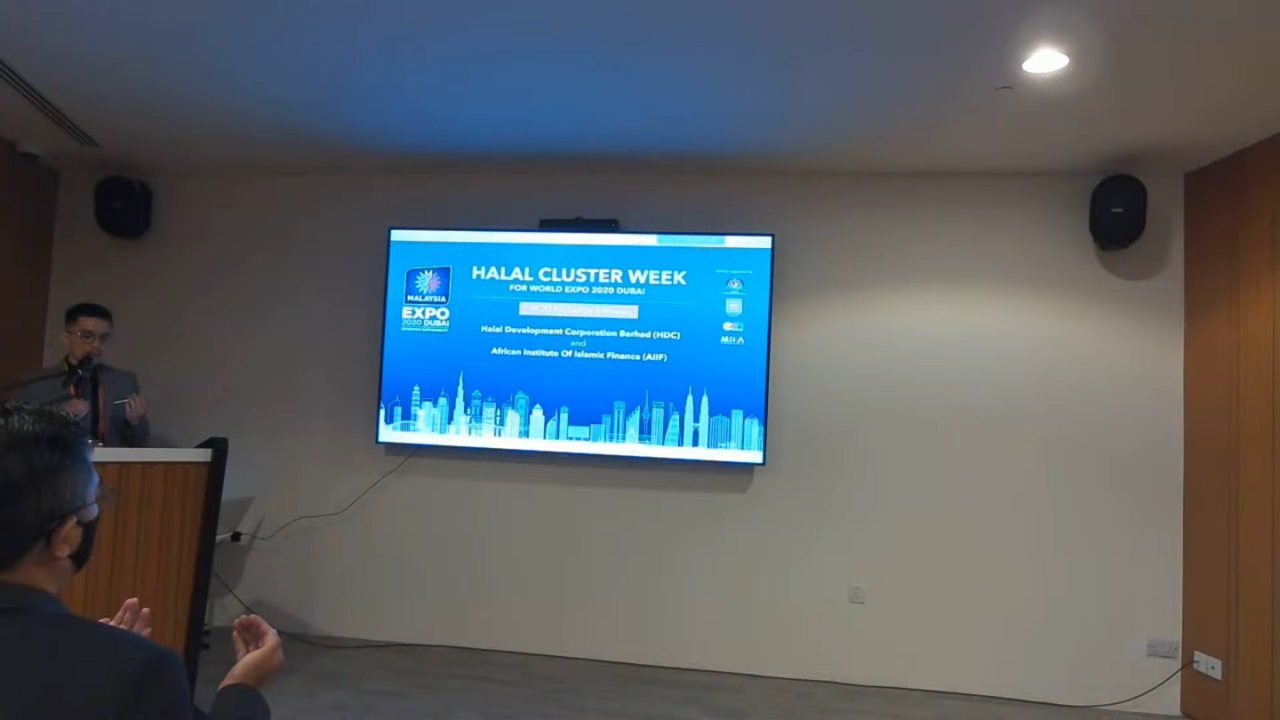 MALAYSIA
EXPO
2020 DUBAI
HALAL CLUSTER WEEK
FOR WORLD EXPO 2020 DUBAI
Halal Development Corporation Berhad (HDC)
and
African Institute Of Islamic Finance (AIIF)